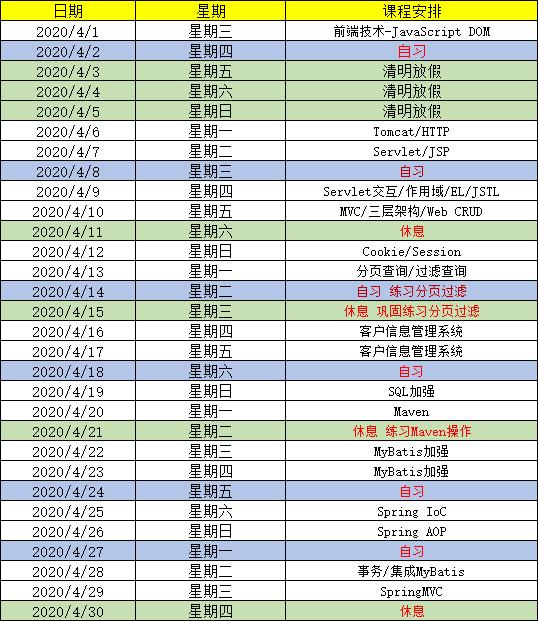 日期 星期 课程安排
2020/4/1 星期三 前端技术-JavaScript DOM
2020/4/2 星期四 自习
2020/4/3 星期五 清明放假
2020/4/4 星期六 清明放假
2020/4/5 星期日 清明放假
2020/4/6 星期一 Tomcat/HTTP
2020/4/7 星期二 Servlet/JSP
2020/4/8 星期三 自习
2020/4/9 星期四 Servlet交互/作用域/EL/JSTL
2020/4/10 星期五 MVC/三层架构/Web CRUD
2020/4/11 星期六 休息
2020/4/12 星期日 Cookie/Session
2020/4/13 星期一 分页查询/过滤查询
2020/4/14 星期二 自习 练习分页过滤
2020/4/15 星期三 休息 巩固练习分页过滤
2020/4/16 星期四 客户信息管理系统
2020/4/17 星期五 客户信息管理系统
2020/4/18 星期六 自习
2020/4/19 星期日 SQL加强
2020/4/20 星期一 Maven
2020/4/21 星期二 休息 练习Maven操作
2020/4/22 星期三 MyBatis加强
2020/4/23 星期四 MyBatis加强
2020/4/24 星期五 自习
2020/4/25 星期六 Spring IoC
2020/4/26 星期日 Spring AOP
2020/4/27 星期一 自习
2020/4/28 星期二 事务/集成MyBatis
2020/4/29 星期三 SpringMVC
2020/4/30 星期四 休息